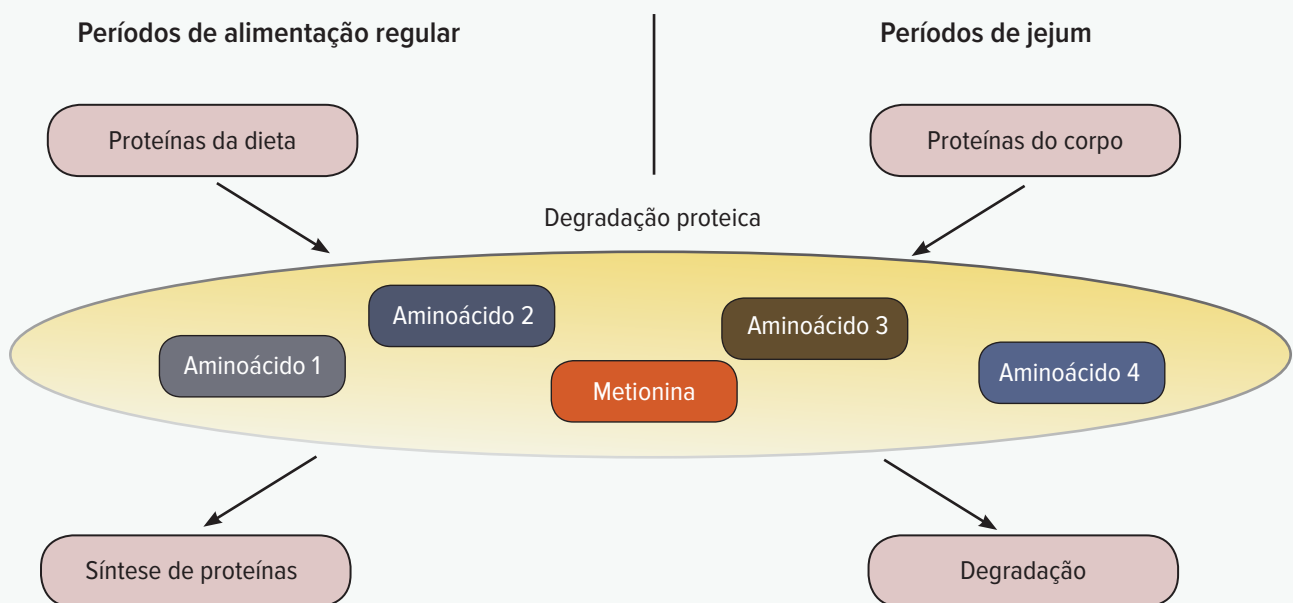 Períodos de alimentação regular
Períodos de jejum
Proteínas da dieta
Proteínas do corpo
Degradação proteica
Aminoácido 1
Aminoácido 2
Metionina
Aminoácido 3
Aminoácido 4
Síntese de proteínas
Degradação